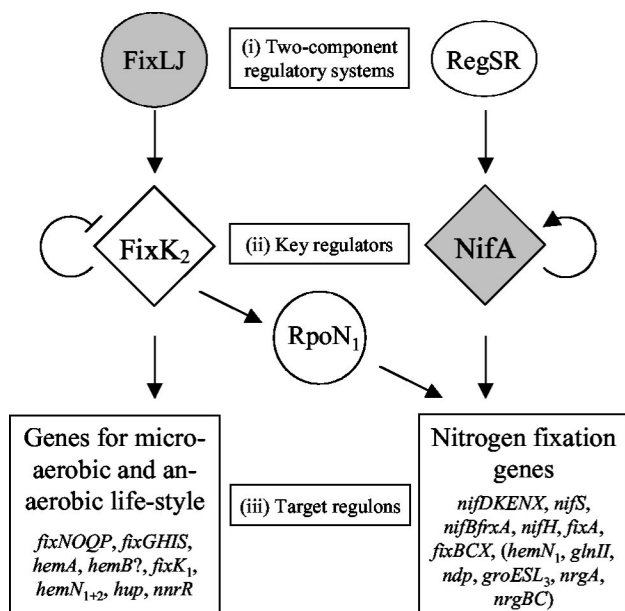 FixLJ
(i) Two-component
regulatory systems
RegSR
FixK₂
(ii) Key regulators
NifA
RpoN₁
Genes for micro-
aerobic and an-
aerobic life-style
fixNOQP, fixGHIS,
hemA, hemB?, fixK₁,
hemN₁₊₂, hup, nnrR
(iii) Target regulons
Nitrogen fixation
genes
nifDKENX, nifS,
nifBfrxA, nifH, fixA,
fixBCX, (hemN₁, glnII,
ndp, groESL₃, nrgA,
nrgBC)